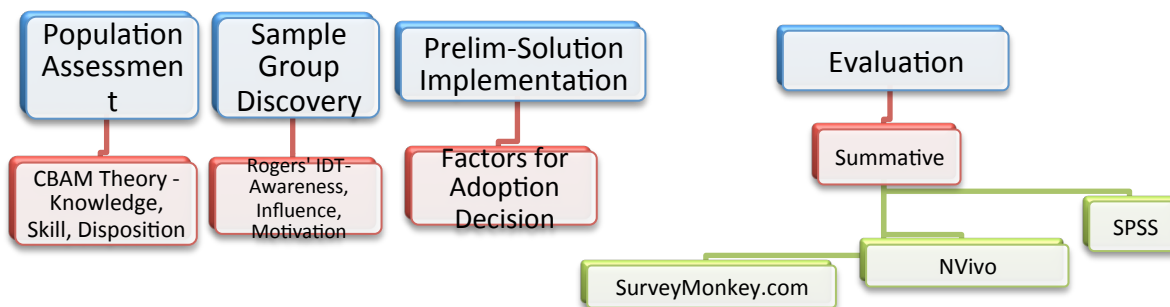 Population
Assessmen
t
Sample
Group
Discovery
Prelim-Solution
Implementation
Evaluation
CBAM Theory -
Knowledge,
Skill, Disposition
Rogers' IDT-
Awareness,
Influence,
Motivation
Factors for
Adoption
Decision
Summative
SPSS
NVivo
SurveyMonkey.com